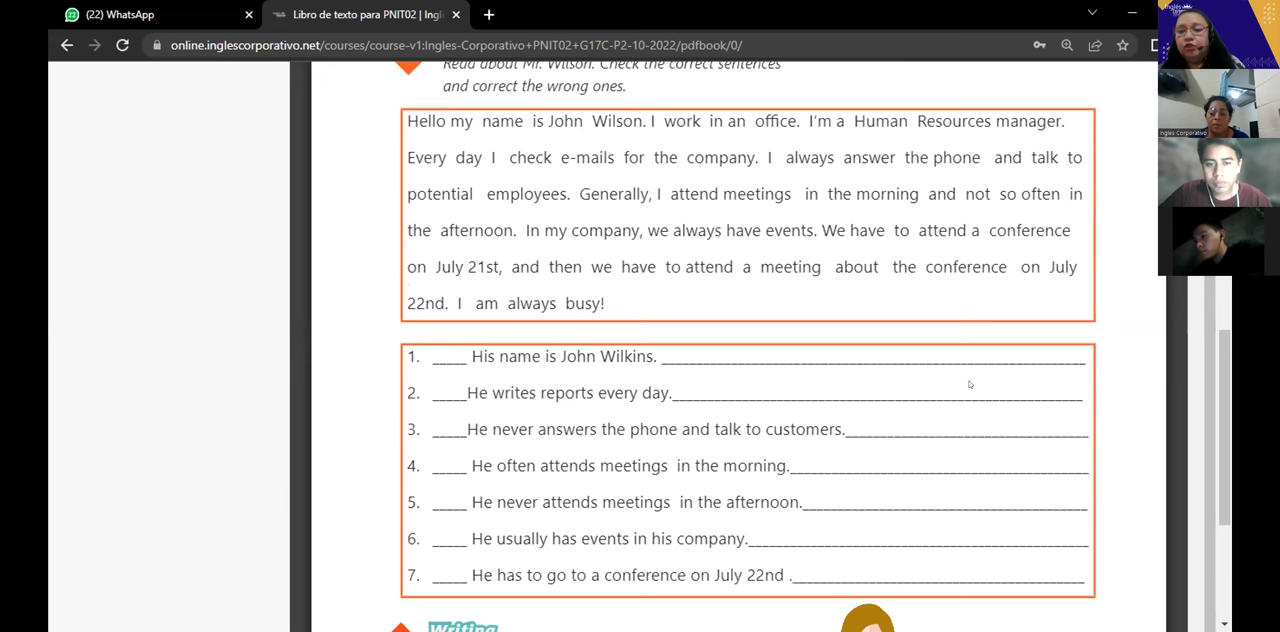 (22) WhatsApp
Libro de texto para PNIT02 | Ingl
online.inglescorporativo.net/courses/course-v1:Ingles-Corporativo+PNIT02+G17C-P2-10-2022/pdfbook/0/
Read about Mr. Wilson. Check the correct sentences
and correct the wrong ones.
Hello my name is John Wilson. I work in an office. I'm a Human Resources manager.
Every day I check e-mails for the company. I always answer the phone and talk to
potential employees. Generally, I attend meetings in the morning and not so often in
the afternoon. In my company, we always have events. We have to attend a conference
on July 21st, and then we have to attend a meeting about the conference on July
22nd. I am always busy!
1. _____ His name is John Wilkins. _____
2. _____He writes reports every day._____
3. _____He never answers the phone and talk to customers._____
4. _____ He often attends meetings in the morning._____
5. _____ He never attends meetings in the afternoon._____
6. _____ He usually has events in his company._____
7. _____ He has to go to a conference on July 22nd ._____
Writing
Ingles Corporativo